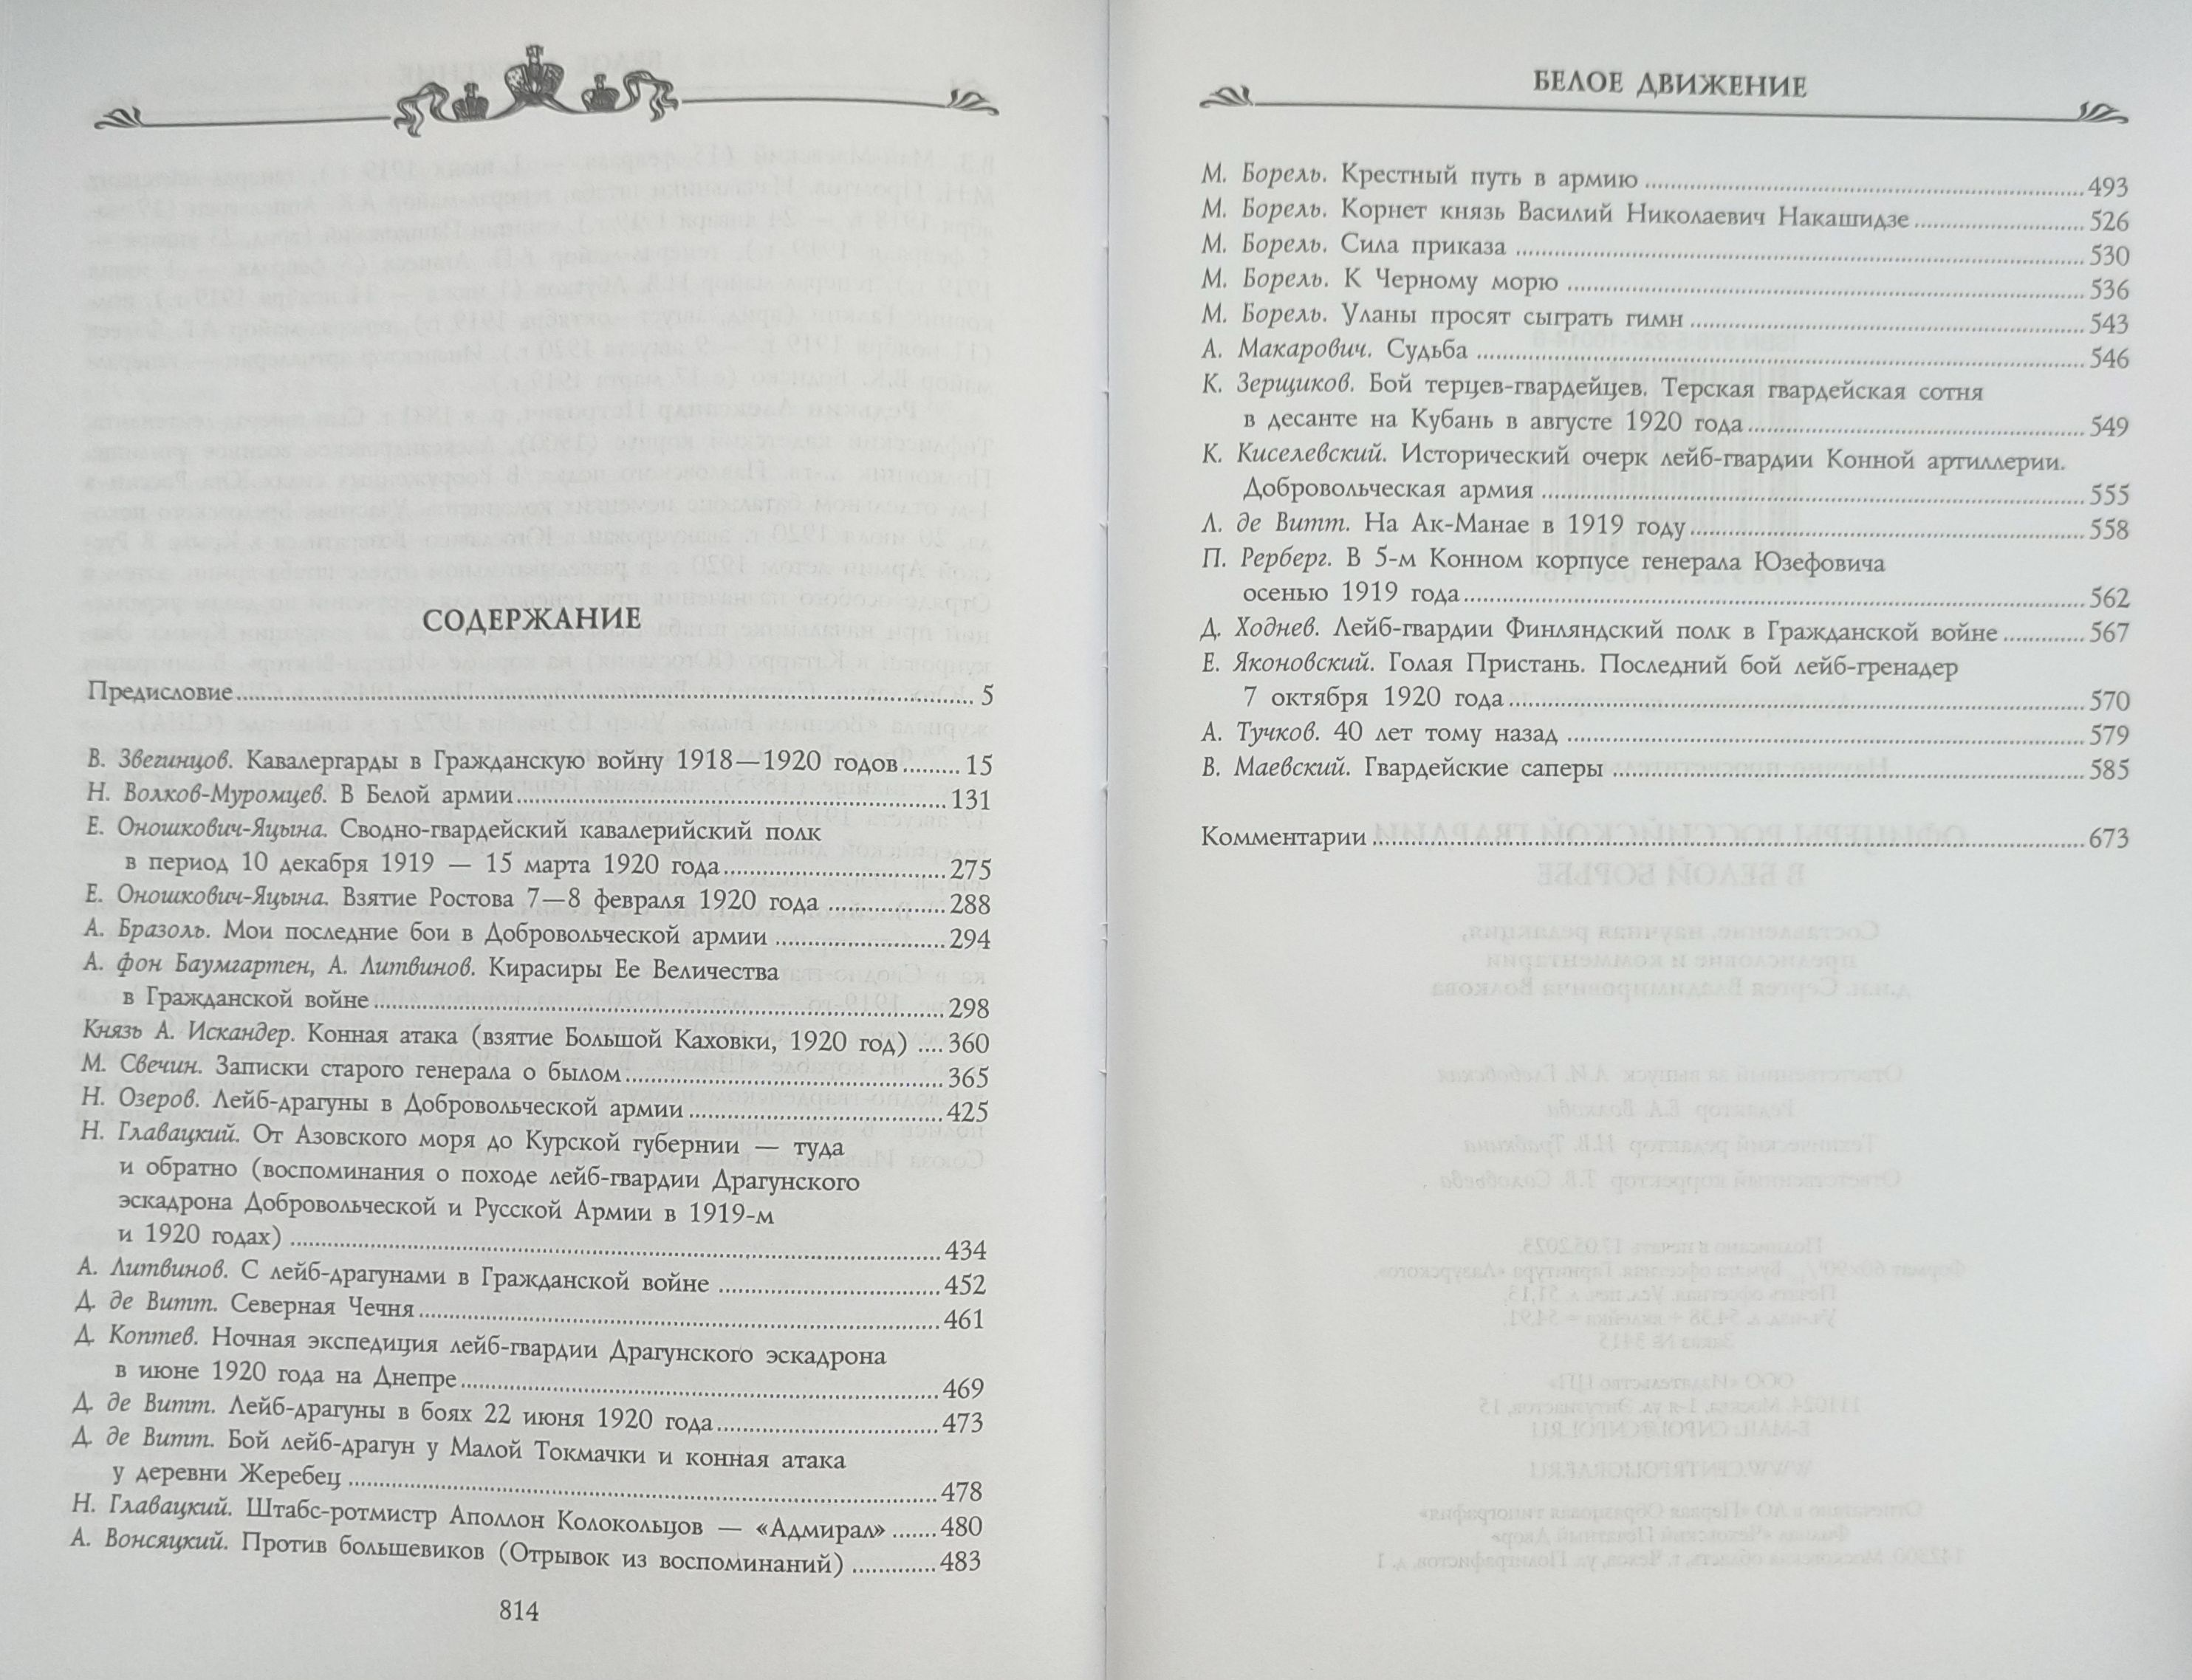 СОДЕРЖАНИЕ
Предисловие 5
В. Звегинцов. Кавалергарды в Гражданскую войну 1918—1920 годов 15
Н. Волков-Муромцев. В Белой армии 131
Е. Оношкович-Яцына. Сводно-гвардейский кавалерийский полк
в период 10 декабря 1919 — 15 марта 1920 года 275
Е. Оношкович-Яцына. Взятие Ростова 7—8 февраля 1920 года 288
А. Бразоль. Мои последние бои в Добровольческой армии 294
А. фон Баумгартен, А. Литвинов. Кирасиры Ее Величества
в Гражданской войне 298
Князь А. Искандер. Конная атака (взятие Большой Каховки, 1920 год) 360
М. Свечин. Записки старого генерала о былом 365
Н. Озеров. Лейб-драгуны в Добровольческой армии 425
Н. Главацкий. От Азовского моря до Курской губернии — туда
и обратно (воспоминания о походе лейб-гвардии Драгунского
эскадрона Добровольческой и Русской Армии в 1919-м
и 1920 годах) 434
А. Литвинов. С лейб-драгунами в Гражданской войне 452
Д. де Витт. Северная Чечня 461
Д. Коптев. Ночная экспедиция лейб-гвардии Драгунского эскадрона
в июне 1920 года на Днепре 469
Д. де Витт. Лейб-драгуны в боях 22 июня 1920 года 473
Д. де Витт. Бой лейб-драгун у Малой Токмачки и конная атака
у деревни Жеребец 478
Н. Главацкий. Штабс-ротмистр Аполлон Колокольцов — «Адмирал» 480
А. Вонсяцкий. Против большевиков (Отрывок из воспоминаний) 483
814
БЕЛОЕ ДВИЖЕНИЕ
М. Борель. Крестный путь в армию 493
М. Борель. Корнет князь Василий Николаевич Накашидзе 526
М. Борель. Сила приказа 530
М. Борель. К Черному морю 536
М. Борель. Уланы просят сыграть гимн 543
А. Макарович. Судьба 546
К. Зерщиков. Бой терцев-гвардейцев. Терская гвардейская сотня
в десанте на Кубань в августе 1920 года 549
К. Киселевский. Исторический очерк лейб-гвардии Конной артиллерии.
Добровольческая армия 555
Л. де Витт. На Ак-Манае в 1919 году 558
П. Рерберг. В 5-м Конном корпусе генерала Юзефовича
осенью 1919 года 562
Д. Ходнев. Лейб-гвардии Финляндский полк в Гражданской войне 567
Е. Яконовский. Голая Пристань. Последний бой лейб-гренадер
7 октября 1920 года 570
А. Тучков. 40 лет тому назад 579
В. Маевский. Гвардейские саперы 585
Комментарии 673